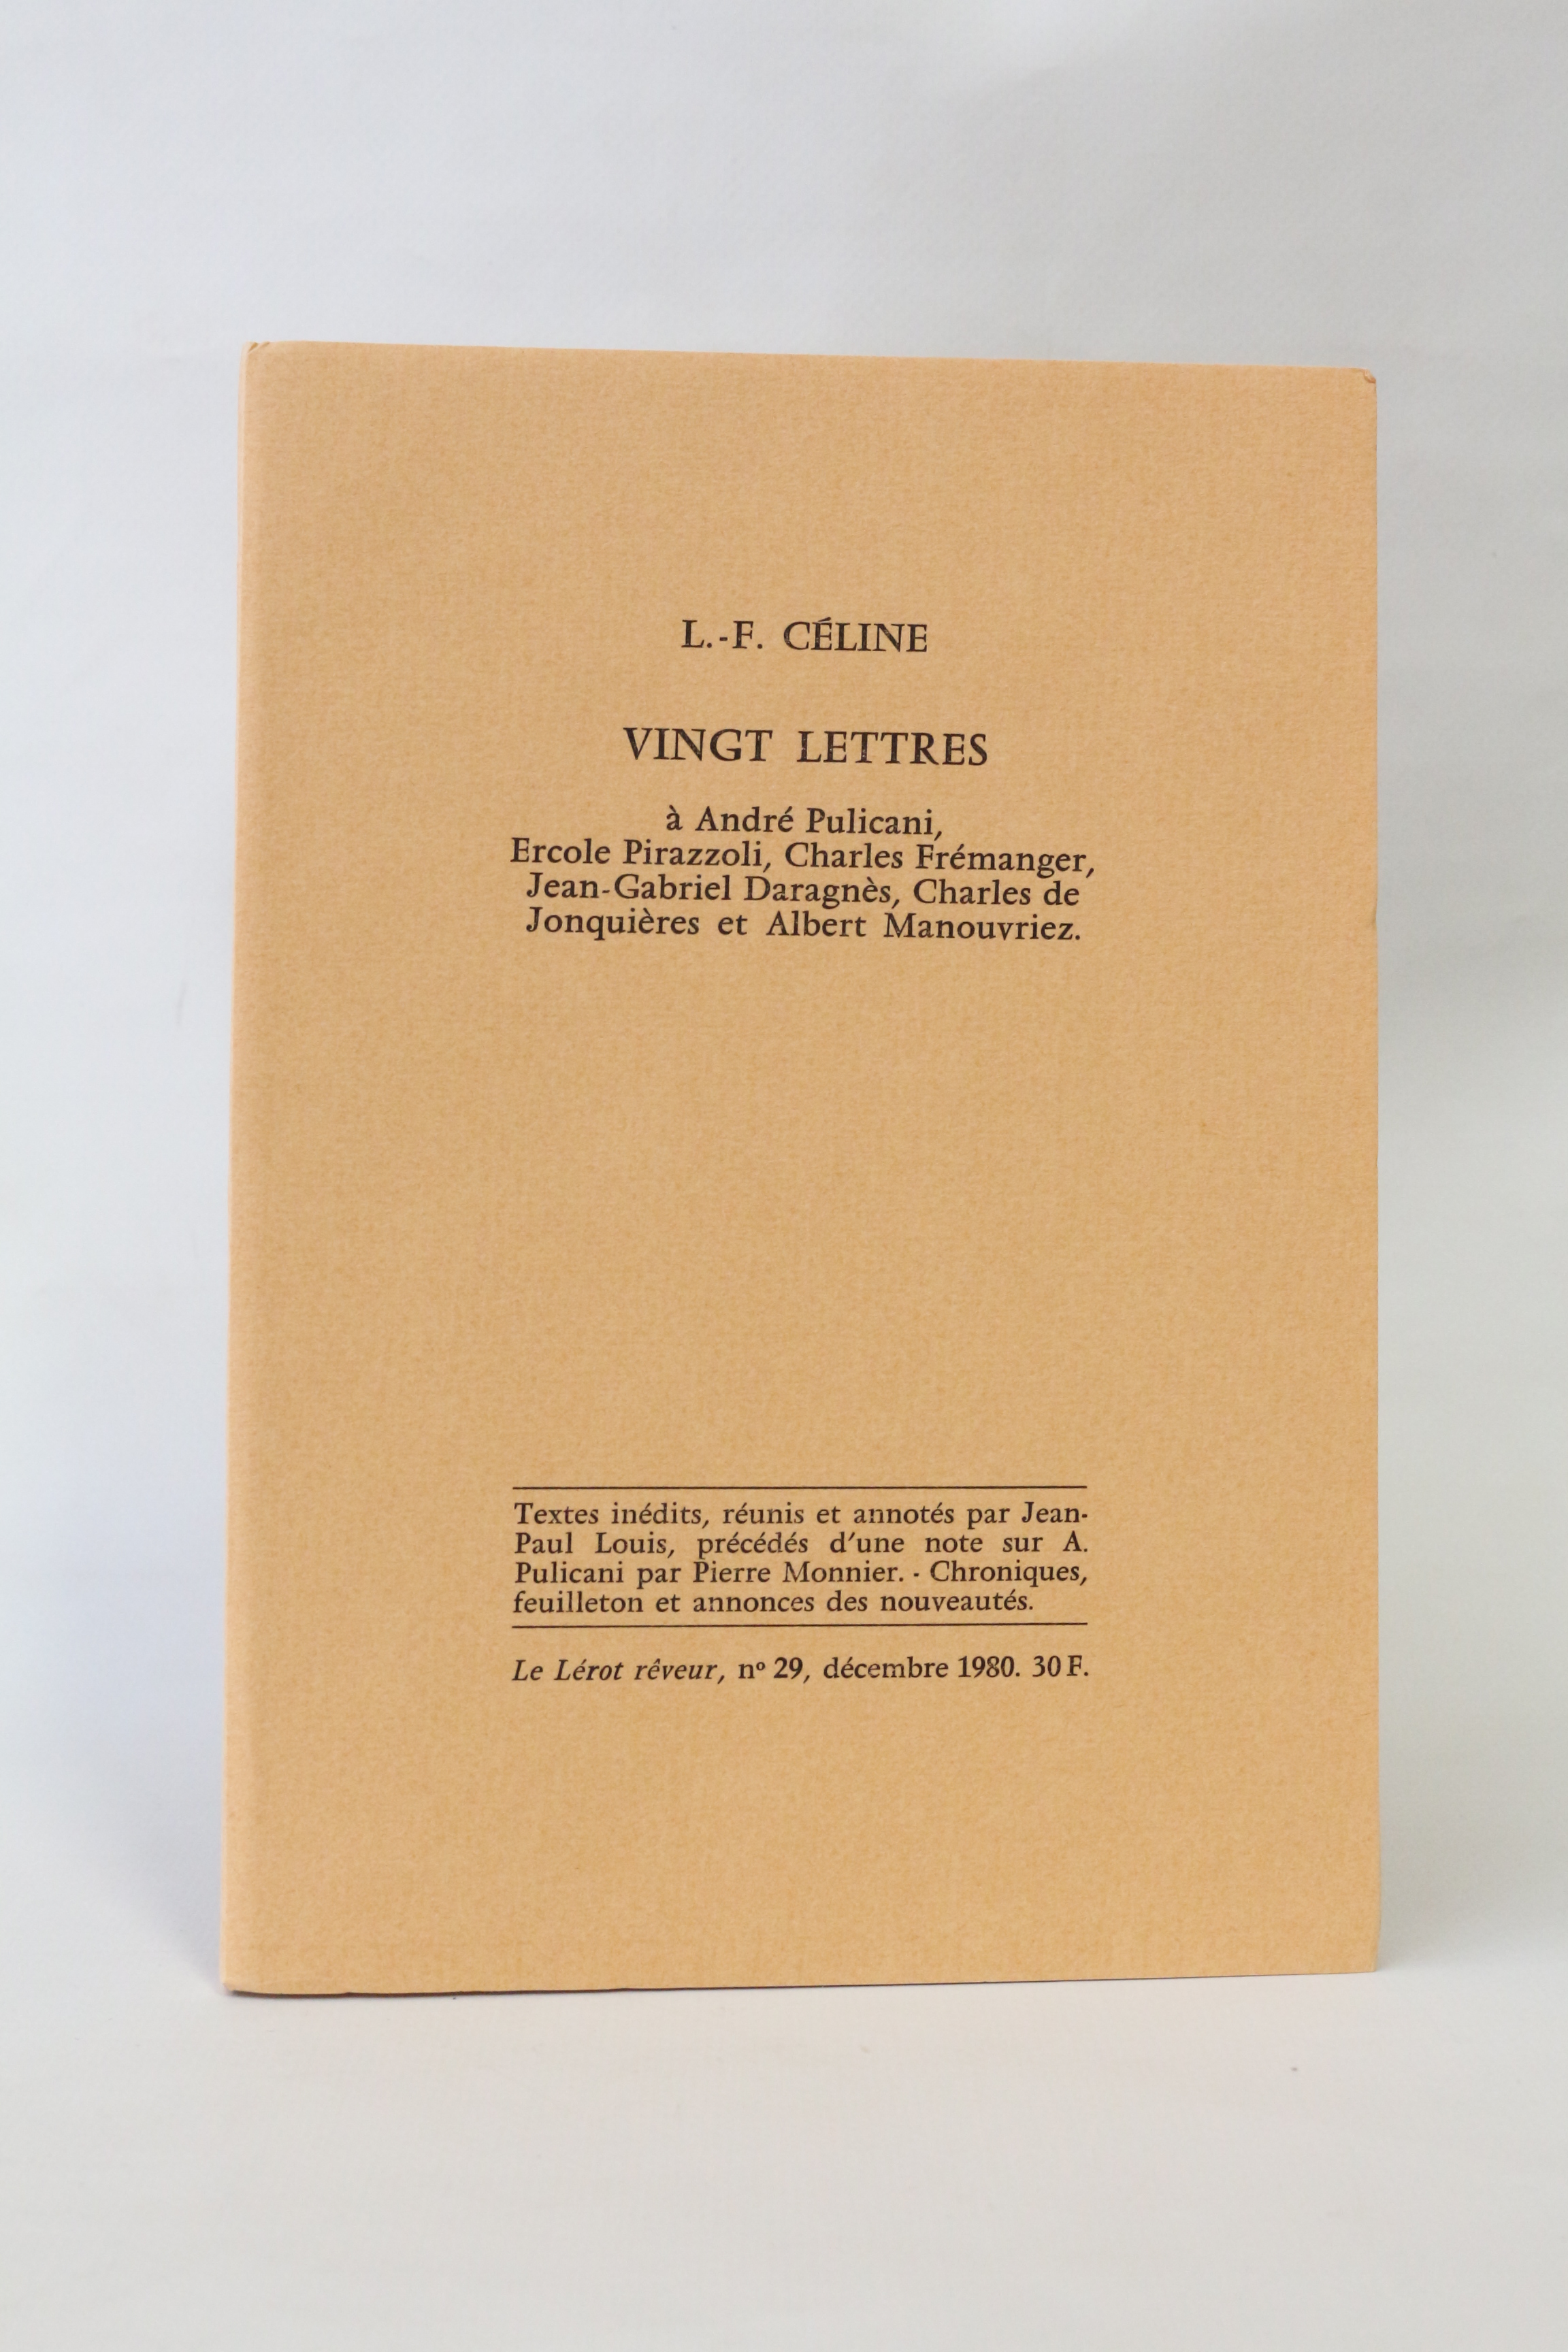 L.-F. CÉLINE
VINGT LETTRES
à André Pulicani,
Ercole Pirazzoli, Charles Frémanger,
Jean-Gabriel Daragnès, Charles de
Jonquières et Albert Manouvriez.
Textes inédits, réunis et annotés par Jean-
Paul Louis, précédés d'une note sur A.
Pulicani par Pierre Monnier. - Chroniques,
feuilleton et annonces des nouveautés.
Le Lérot rêveur, nº 29, décembre 1980. 30 F.